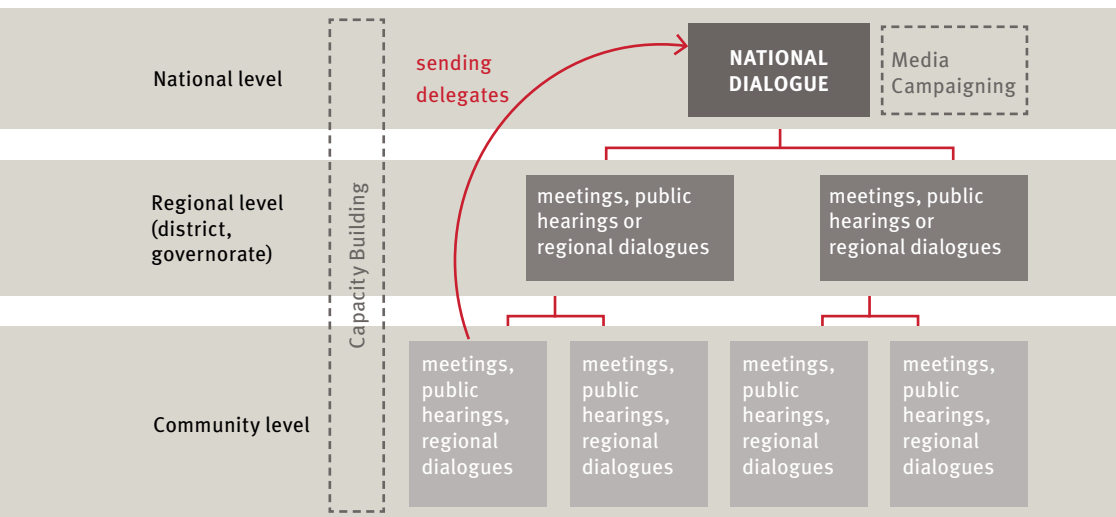 National level
sending
delegates
NATIONAL
DIALOGUE
Media
Campaigning
Capacity Building
Regional level
(district,
governorate)
meetings, public
hearings or
regional dialogues
meetings, public
hearings or
regional dialogues
Community level
meetings,
public
hearings,
regional
dialogues
meetings,
public
hearings,
regional
dialogues
meetings,
public
hearings,
regional
dialogues
meetings,
public
hearings,
regional
dialogues